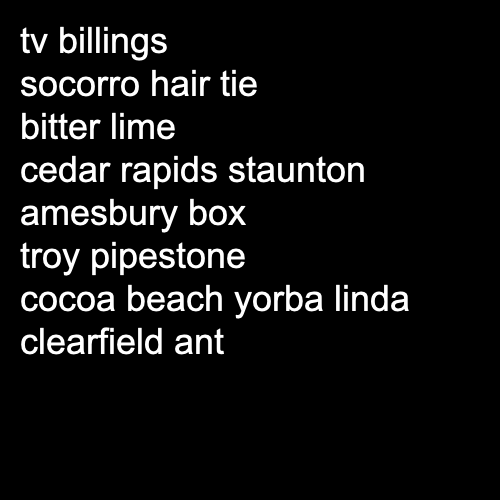 tv billings
socorro hair tie
bitter lime
cedar rapids staunton
amesbury box
troy pipestone
cocoa beach yorba linda
clearfield ant